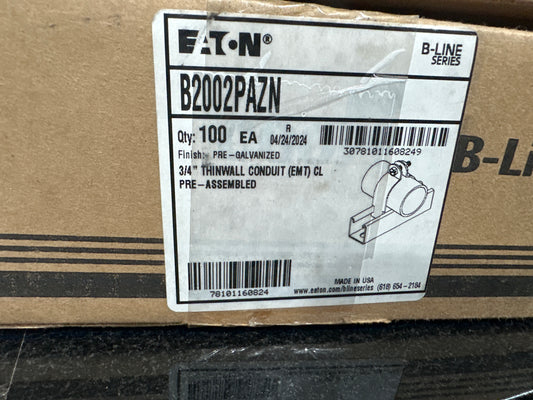 EATON®
B-LINE
SERIES
B2002PAZN
Qty: 100 EA
R
04/24/2024
30781011608249
Finish: PRE-GALVANIZED
3/4" THINWALL CONDUIT (EMT) CL
PRE-ASSEMBLED
78101160824
MADE IN USA
www.eaton.com/blineseries (618) 654-2184
B-Li